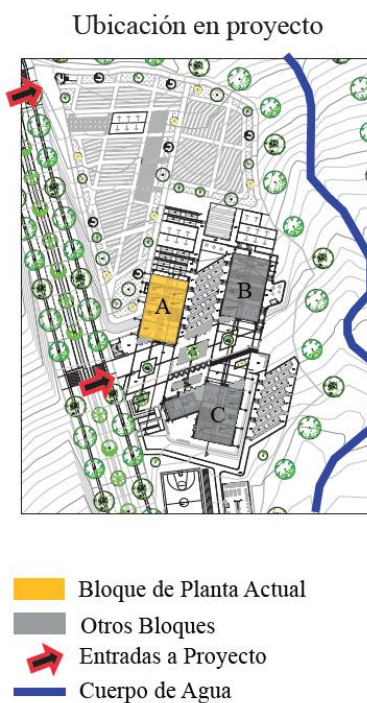 Ubicación en proyecto
A
B
C
Bloque de Planta Actual
Otros Bloques
Entradas a Proyecto
Cuerpo de Agua